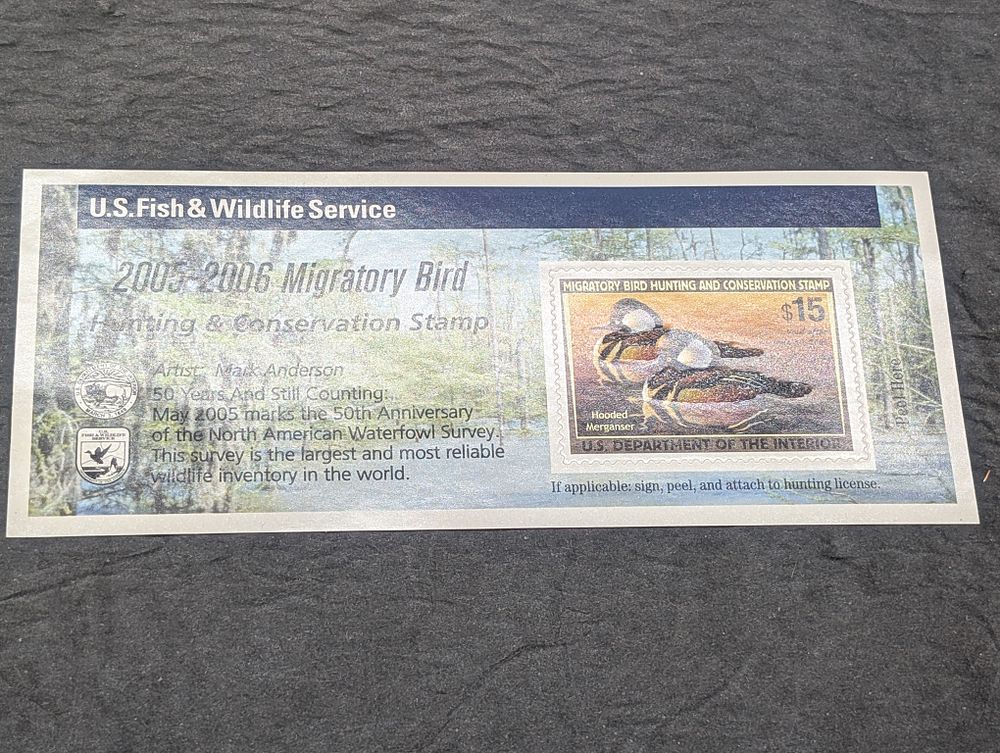 U.S. Fish & Wildlife Service
2005-2006 Migratory Bird
Hunting & Conservation Stamp
Artist: Mark Anderson
50 Years And Still Counting:
May 2005 marks the 50th Anniversary
of the North American Waterfowl Survey.
This survey is the largest and most reliable
wildlife inventory in the world.
U.S.
FISH & WILDLIFE
SERVICE
MIGRATORY BIRD HUNTING AND CONSERVATION STAMP
$15
Hooded
Merganser
U.S. DEPARTMENT OF THE INTERIOR
Peel Here
If applicable: sign, peel, and attach to hunting license.